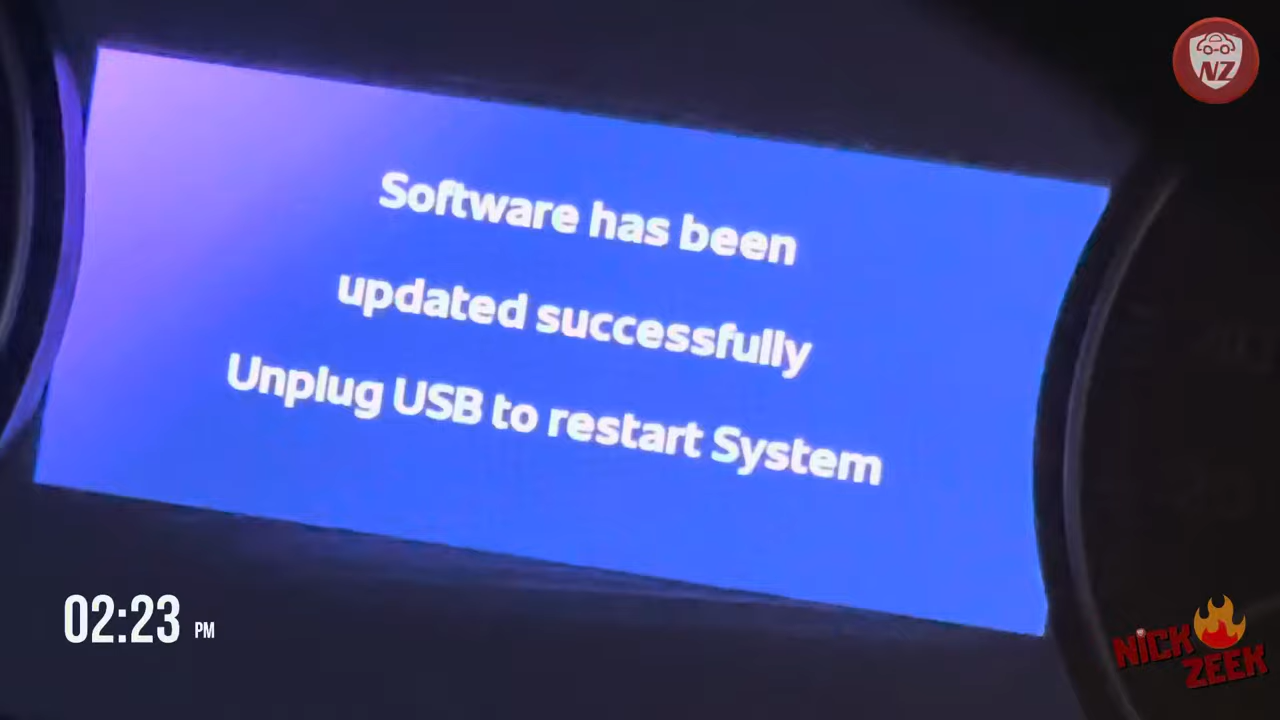 NZ
Software has been
updated successfully
Unplug USB to restart System
02:23 PM
NICK
ZEEK